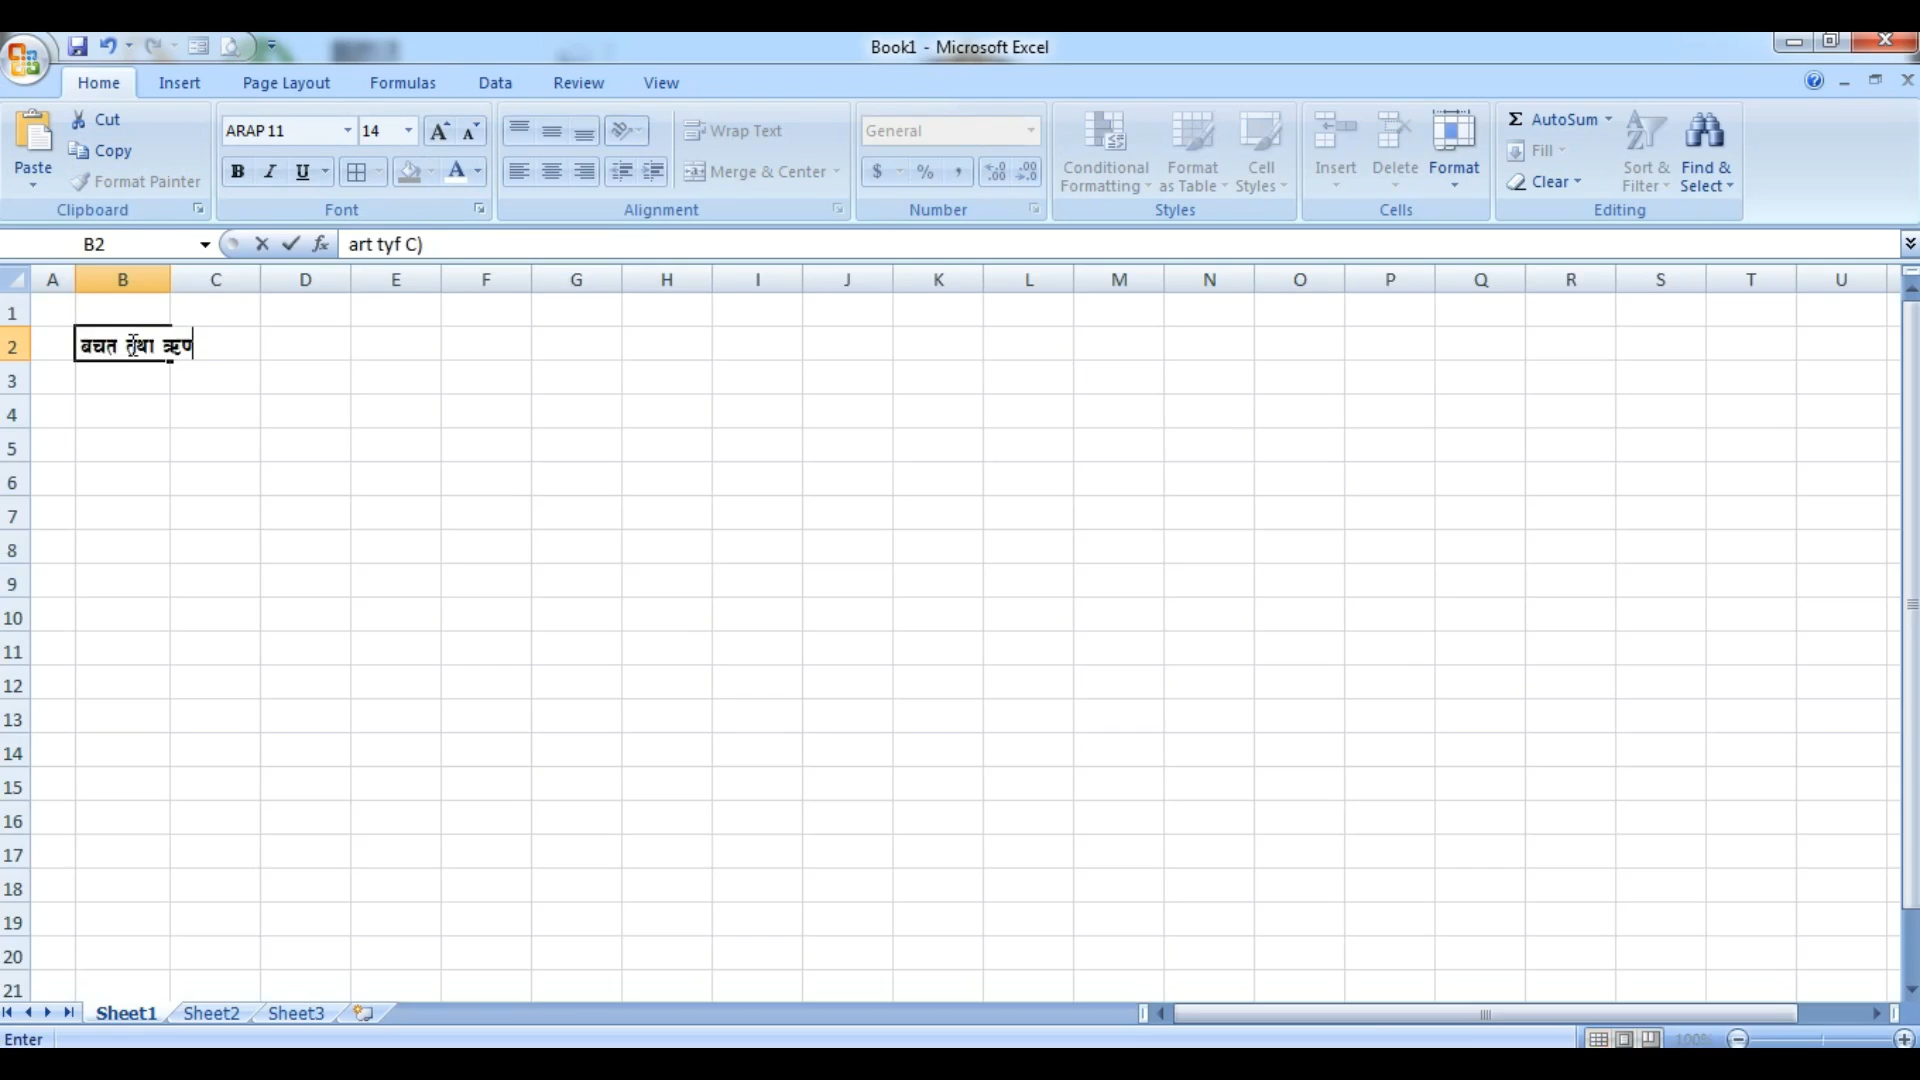 Book1 - Microsoft Excel
Home Insert Page Layout Formulas Data Review View
Paste
Cut
Copy
Format Painter
Clipboard
ARAP 11 14
B I U
Font
Wrap Text
Merge & Center
Alignment
General
$ % ,
Number
Conditional Formatting
Format as Table
Cell Styles
Styles
Insert Delete Format
Cells
Σ AutoSum
Fill
Clear
Sort & Filter
Find & Select
Editing
B2 fx art tyf C)
A B C D E F G H I J K L M N O P Q R S T U
1
2 बचत तथा ऋण
3
4
5
6
7
8
9
10
11
12
13
14
15
16
17
18
19
20
21
Sheet1 Sheet2 Sheet3
Enter 100%